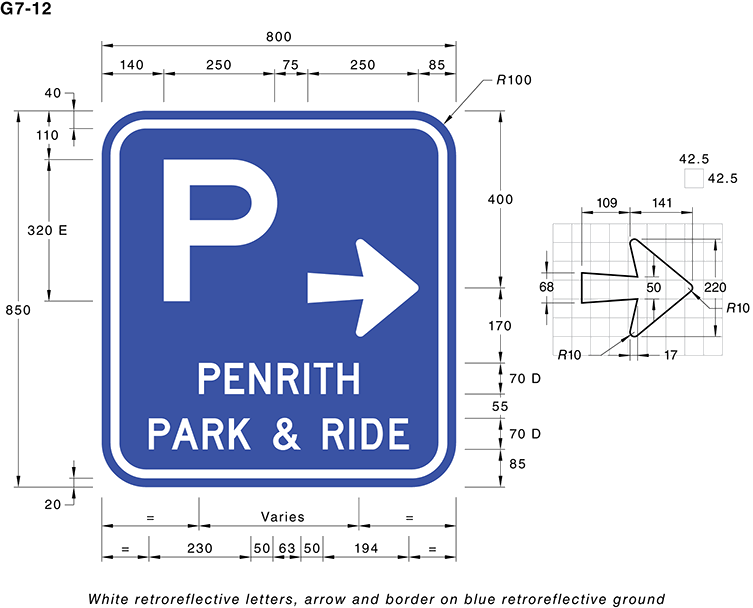 G7-12
800
140 250 75 250 85
40
R100
110
42.5
42.5
400
109 141
P
320 E
68 50 220
850
R10
170
R10 17
PENRITH
70 D
55
PARK & RIDE
70 D
85
20
= Varies =
= 230 50 63 50 194 =
White retroreflective letters, arrow and border on blue retroreflective ground